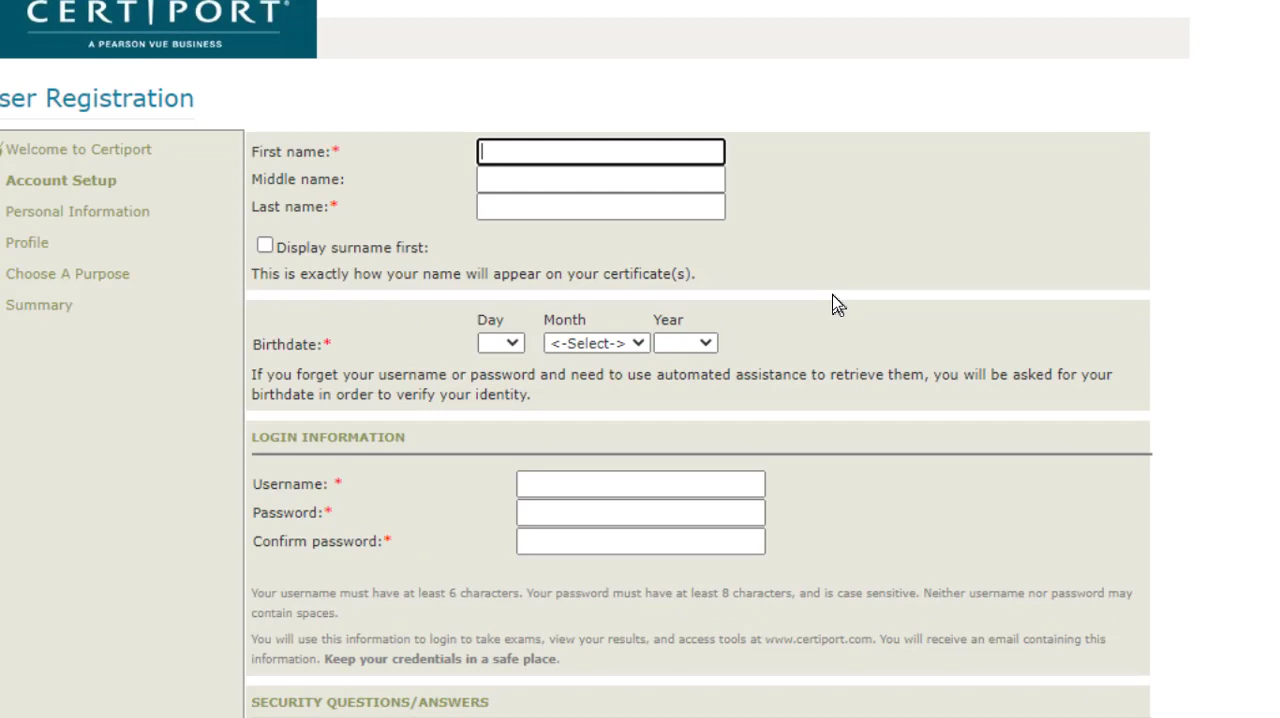 CERTIPORT®
A PEARSON VUE BUSINESS
ser Registration
Welcome to Certiport
Account Setup
Personal Information
Profile
Choose A Purpose
Summary
First name:*
Middle name:
Last name:*
Display surname first:
This is exactly how your name will appear on your certificate(s).
Day Month Year
Birthdate:* <-Select->
If you forget your username or password and need to use automated assistance to retrieve them, you will be asked for your
birthdate in order to verify your identity.
LOGIN INFORMATION
Username: *
Password:*
Confirm password:*
Your username must have at least 6 characters. Your password must have at least 8 characters, and is case sensitive. Neither username nor password may
contain spaces.
You will use this information to login to take exams, view your results, and access tools at www.certiport.com. You will receive an email containing this
information. Keep your credentials in a safe place.
SECURITY QUESTIONS/ANSWERS